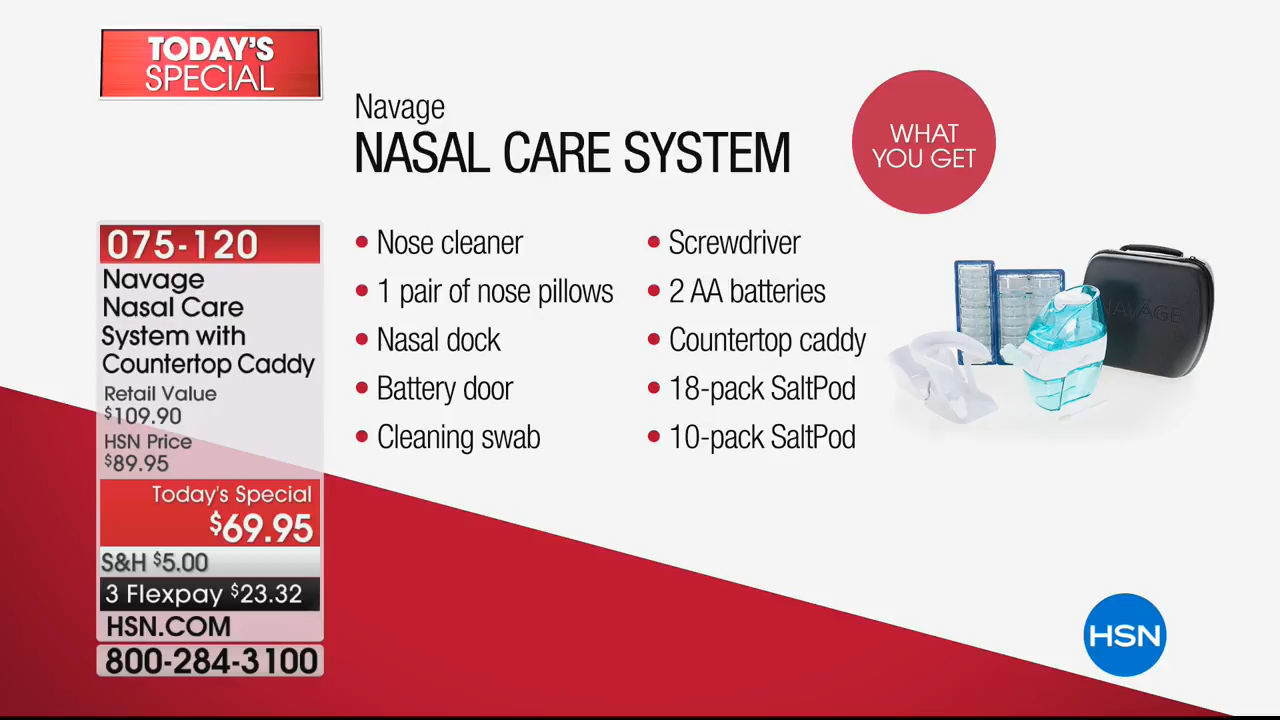 TODAY'S
SPECIAL
Navage
NASAL CARE SYSTEM
WHAT
YOU GET
075-120
Navage
Nasal Care
System with
Countertop Caddy
Retail Value
$109.90
HSN Price
$89.95
Today's Special
$69.95
S&H $5.00
3 Flexpay $23.32
HSN.COM
800-284-3100
• Nose cleaner
• 1 pair of nose pillows
• Nasal dock
• Battery door
• Cleaning swab
• Screwdriver
• 2 AA batteries
• Countertop caddy
• 18-pack SaltPod
• 10-pack SaltPod
NAVAGE
HSN